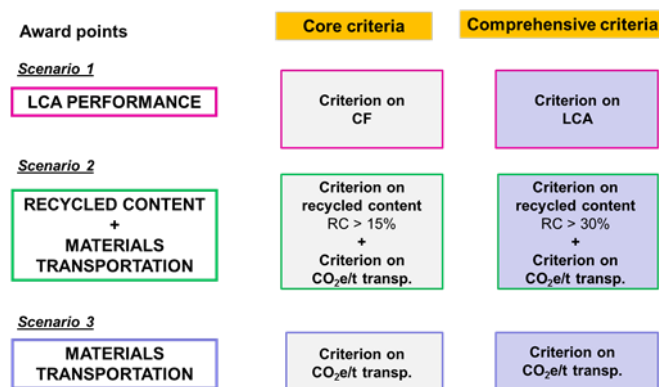 Award points
Core criteria
Comprehensive criteria
Scenario 1
LCA PERFORMANCE
Criterion on
CF
Criterion on
LCA
Scenario 2
RECYCLED CONTENT
+
MATERIALS
TRANSPORTATION
Criterion on
recycled content
RC > 15%
+
Criterion on
CO₂e/t transp.
Criterion on
recycled content
RC > 30%
+
Criterion on
CO₂e/t transp.
Scenario 3
MATERIALS
TRANSPORTATION
Criterion on
CO₂e/t transp.
Criterion on
CO₂e/t transp.